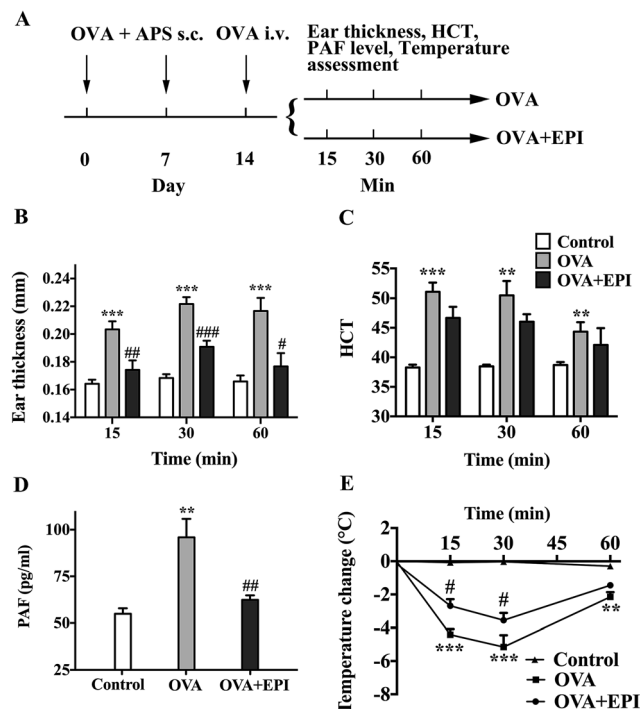 A
OVA + APS s.c. OVA i.v.
Ear thickness, HCT,
PAF level, Temperature
assessment
OVA
OVA+EPI
0 7 14 15 30 60
Day Min
B
Ear thickness (mm)
0.24
0.22
0.20
0.18
0.16
0.14
*** *** ***
## ### #
15 30 60
Time (min)
C
Control
OVA
OVA+EPI
HCT
55
50
45
40
35
30
*** ** **
15 30 60
Time (min)
D
PAF (pg/ml)
100
75
50
25
**
##
Control OVA OVA+EPI
E
Time (min)
15 30 45 60
Temperature change (°C)
0
-2
-4
-6
-8
# #
*** *** **
Control
OVA
OVA+EPI